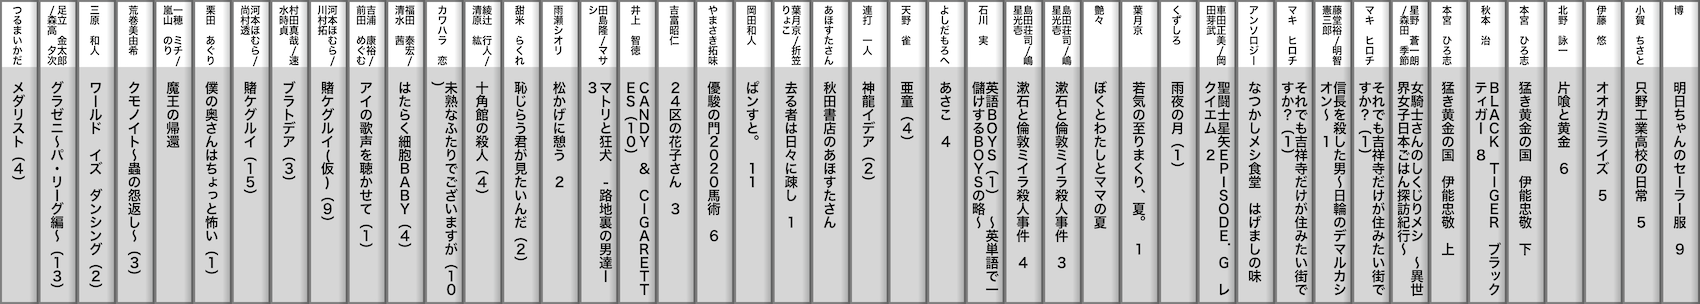 博
明日ちゃんのセーラー服　9
小賀　ちさと
只野工業高校の日常　5
伊藤　悠
オオカミライズ　5
北野　詠一
片喰と黄金　6
本宮　ひろ志
猛き黄金の国　伊能忠敬　下
秋本　治
BLACK　TIGER　ブラック
ティガー　8
本宮　ひろ志
猛き黄金の国　伊能忠敬　上
星野　蒼一朗
/森田　季節
女騎士さんのしくじりメシ　〜異世
界女子日本ごはん探訪紀行〜
マキ　ヒロチ
それでも吉祥寺だけが住みたい街で
すか?（1）
藤堂裕/明智
憲三郎
信長を殺した男〜日輪のデマルカシ
オン〜　1
マキ　ヒロチ
それでも吉祥寺だけが住みたい街で
すか?（1）
アンソロジー
なつかしメシ食堂　はげましの味
車田正美/岡
田芽武
聖闘士星矢EPISODE.G　レ
クイエム　2
くずしろ
雨夜の月（1）
葉月京
若気の至りまくり、夏。　1
艶々
ぼくとわたしとママの夏
島田荘司/嶋
星光壱
漱石と倫敦ミイラ殺人事件　3
島田荘司/嶋
星光壱
漱石と倫敦ミイラ殺人事件　4
石川　実
英語BOYS（1）　〜英単語で一
儲けするBOYSの略〜
よしだもろへ
あさこ　4
天野　雀
亜童（4）
連打　一人
神龍イデア（2）
あほすたさん
秋田書店のあほすたさん
葉月京/折笠
りょこ
去る者は日々に疎し　1
岡田和人
ぱンすと。　11
やまさき拓味
優駿の門2020馬術　6
吉富昭仁
24区の花子さん　3
井上　智徳
CANDY　&　CIGARETT
ES（10）
田島隆/マサ
シ
マトリと狂犬　-路地裏の男達ー
3
雨瀬シオリ
松かげに憩う　2
甜米　らくれ
恥じらう君が見たいんだ（2）
綾辻　行人/
清原　紘
十角館の殺人（4）
カワハラ　恋
未熟なふたりでございますが（10
）
福田　泰宏/
清水　茜
はたらく細胞BABY（4）
吉浦　康裕/
前田　めぐむ
アイの歌声を聴かせて（1）
河本ほむら/
川村拓
賭ケグルイ(仮)（9）
村田真哉/速
水時貞
ブラトデア（3）
河本ほむら/
尚村透
賭ケグルイ（15）
栗田　あぐり
僕の奥さんはちょっと怖い（1）
一穂　ミチ/
嵐山　のり
魔王の帰還
荒巻美由希
クモノイト〜蟲の怨返し〜（3）
三原　和人
ワールド　イズ　ダンシング（2）
足立　金太郎
/森高　夕次
グラゼニ〜パ・リーグ編〜（13）
つるまいかだ
メダリスト（4）